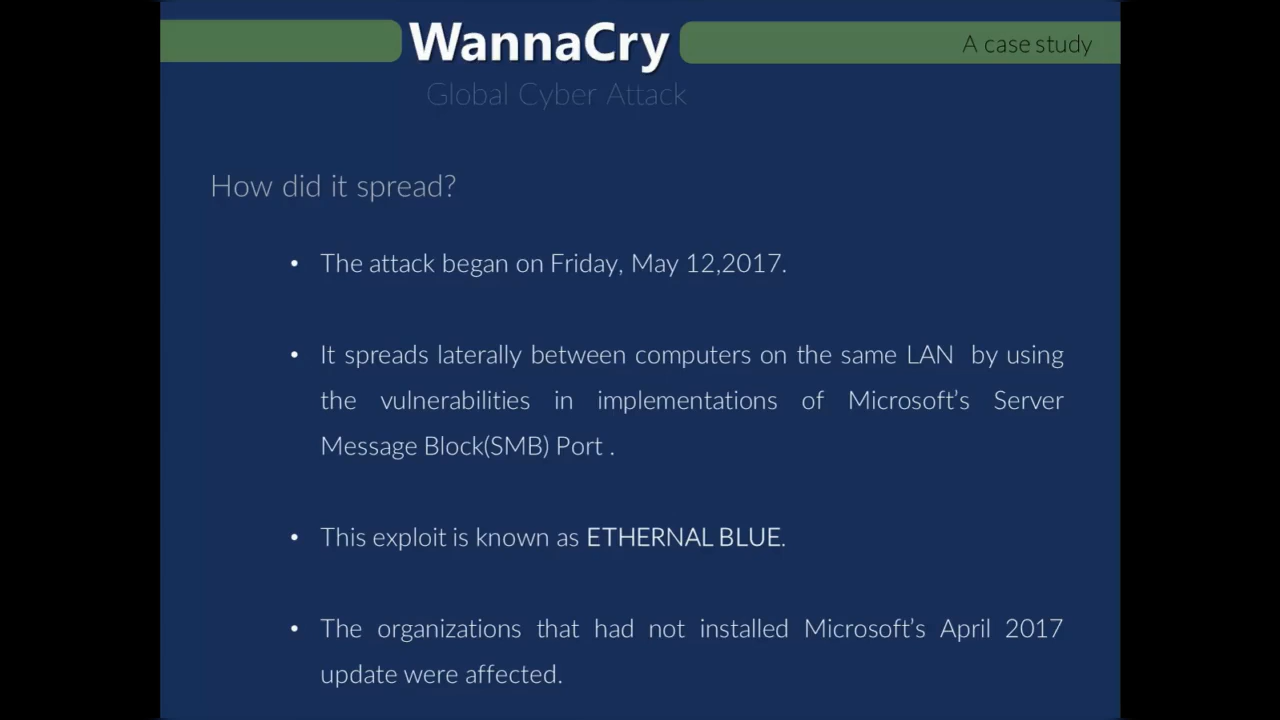 WannaCry
A case study
Global Cyber Attack
How did it spread?
• The attack began on Friday, May 12,2017.
• It spreads laterally between computers on the same LAN by using
the vulnerabilities in implementations of Microsoft's Server
Message Block(SMB) Port .
• This exploit is known as ETHERNAL BLUE.
• The organizations that had not installed Microsoft's April 2017
update were affected.